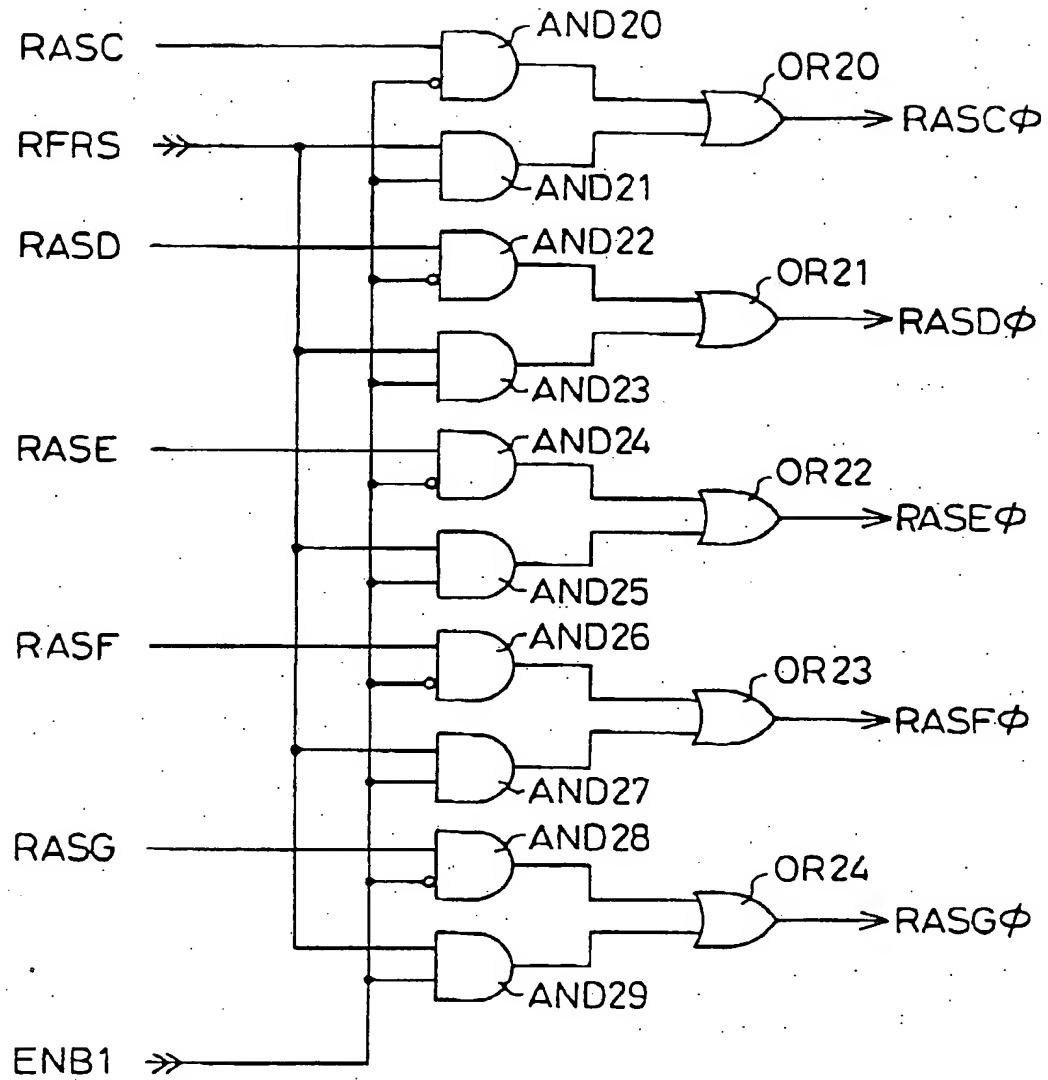 RASC
AND20
OR20
RASCΦ
RFRS
AND21
RASD
AND22
OR21
RASDΦ
AND23
RASE
AND24
OR22
RASEΦ
AND25
RASF
AND26
OR23
RASFΦ
AND27
RASG
AND28
OR24
RASGΦ
AND29
ENB1